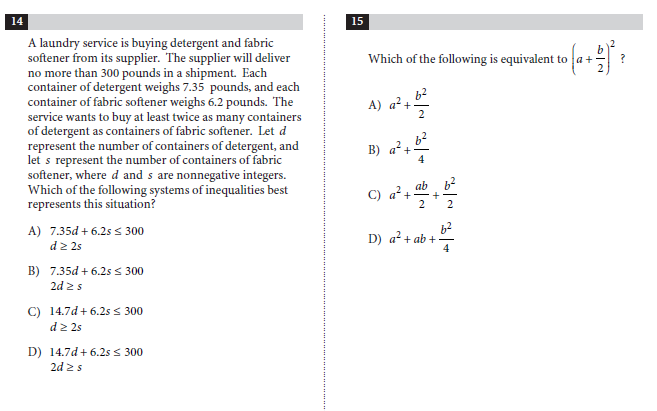 14
A laundry service is buying detergent and fabric
softener from its supplier. The supplier will deliver
no more than 300 pounds in a shipment. Each
container of detergent weighs 7.35 pounds, and each
container of fabric softener weighs 6.2 pounds. The
service wants to buy at least twice as many containers
of detergent as containers of fabric softener. Let d
represent the number of containers of detergent, and
let s represent the number of containers of fabric
softener, where d and s are nonnegative integers.
Which of the following systems of inequalities best
represents this situation?
A) 7.35d + 6.2s ≤ 300
d ≥ 2s
B) 7.35d + 6.2s ≤ 300
2d ≥ s
C) 14.7d + 6.2s ≤ 300
d ≥ 2s
D) 14.7d + 6.2s ≤ 300
2d ≥ s
15
Which of the following is equivalent to (a + b/2)² ?
A) a² + b²/2
B) a² + b²/4
C) a² + ab/2 + b²/2
D) a² + ab + b²/4